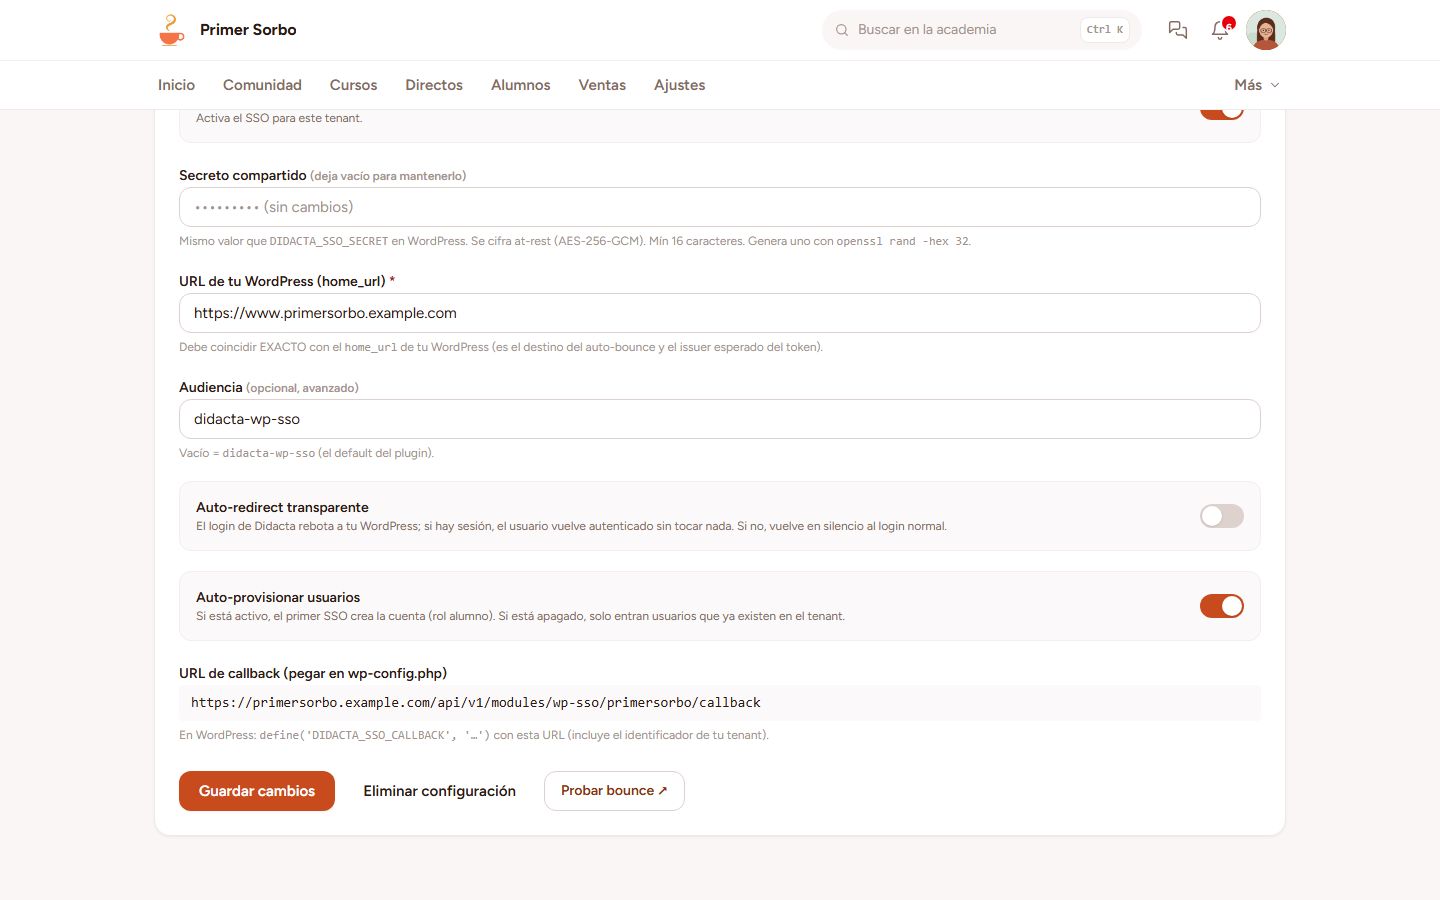 Primer Sorbo
Buscar en la academia
Ctrl K
6
Inicio
Comunidad
Cursos
Directos
Alumnos
Ventas
Ajustes
Más
Activa el SSO para este tenant.
Secreto compartido (deja vacío para mantenerlo)
••••••••• (sin cambios)
Mismo valor que DIDACTA_SSO_SECRET en WordPress. Se cifra at-rest (AES-256-GCM). Mín 16 caracteres. Genera uno con openssl rand -hex 32.
URL de tu WordPress (home_url) *
https://www.primersorbo.example.com
Debe coincidir EXACTO con el home_url de tu WordPress (es el destino del auto-bounce y el issuer esperado del token).
Audiencia (opcional, avanzado)
didacta-wp-sso
Vacío = didacta-wp-sso (el default del plugin).
Auto-redirect transparente
El login de Didacta rebota a tu WordPress; si hay sesión, el usuario vuelve autenticado sin tocar nada. Si no, vuelve en silencio al login normal.
Auto-provisionar usuarios
Si está activo, el primer SSO crea la cuenta (rol alumno). Si está apagado, solo entran usuarios que ya existen en el tenant.
URL de callback (pegar en wp-config.php)
https://primersorbo.example.com/api/v1/modules/wp-sso/primersorbo/callback
En WordPress: define('DIDACTA_SSO_CALLBACK', '…') con esta URL (incluye el identificador de tu tenant).
Guardar cambios
Eliminar configuración
Probar bounce ↗